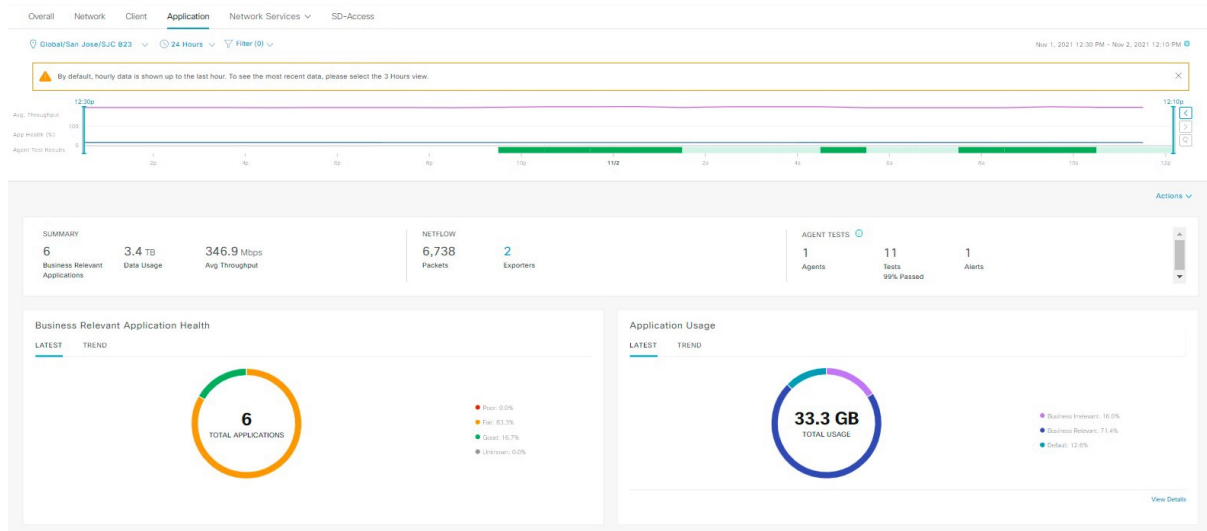 Overall Network Client Application Network Services SD-Access
Global/San Jose/SJC B23 24 Hours Filter (0) Nov 1, 2021 12:30 PM - Nov 2, 2021 12:10 PM
By default, hourly data is shown up to the last hour. To see the most recent data, please select the 3 Hours view.
12:30p 12:10p
Avg. Throughput
100
App Health (%)
0
Agent Test Results
2p 4p 6p 8p 10p 11/2 2a 4a 6a 8a 10a 12p
Actions
SUMMARY
6 3.4 TB 346.9 Mbps
Business Relevant Applications Data Usage Avg Throughput
NETFLOW
6,738 2
Packets Exporters
AGENT TESTS
1 11 1
Agents Tests Alerts
99% Passed
Business Relevant Application Health
LATEST TREND
6
TOTAL APPLICATIONS
Poor: 0.0%
Fair: 83.3%
Good: 16.7%
Unknown: 0.0%
Application Usage
LATEST TREND
33.3 GB
TOTAL USAGE
Business Irrelevant: 16.0%
Business Relevant: 71.4%
Default: 12.6%
View Details